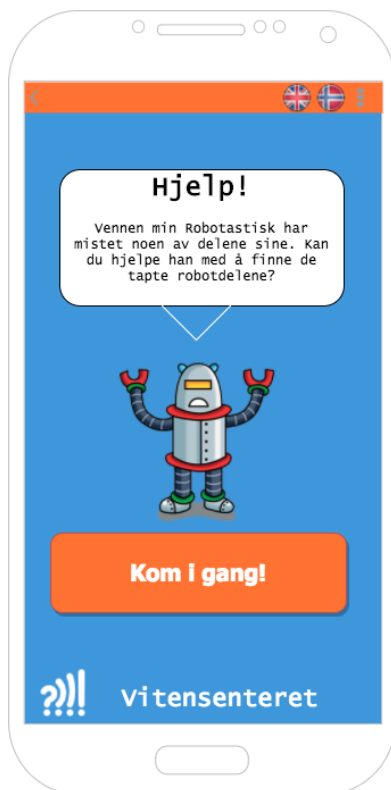 Hjelp!
Vennen min Robotastisk har
mistet noen av delene sine. Kan
du hjelpe han med å finne de
tapte robotdelene?
Kom i gang!
?))!
Vitensenteret